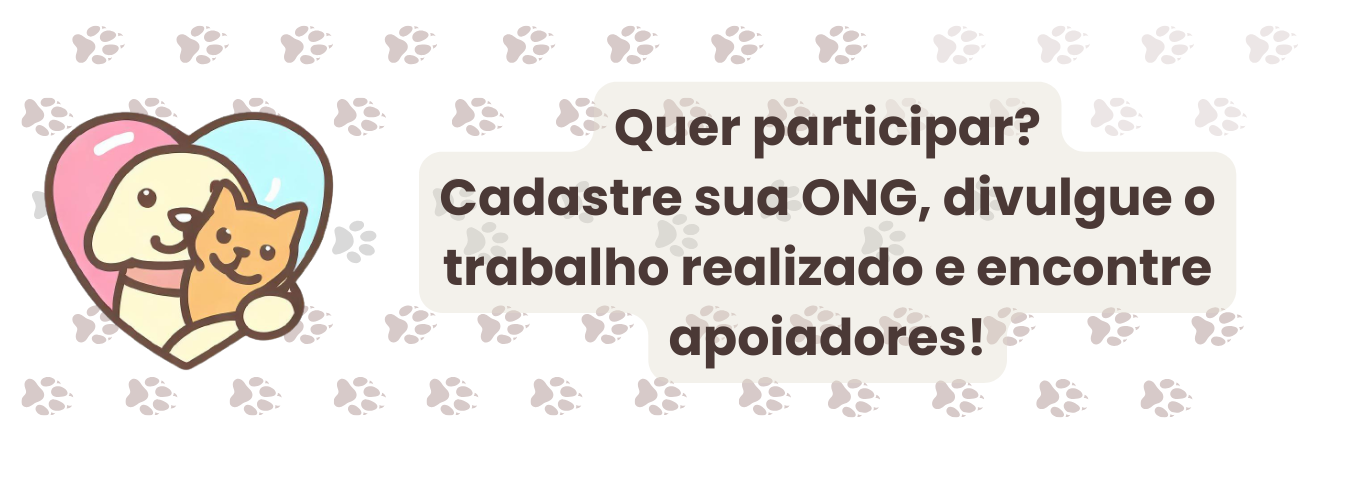 Quer participar?
Cadastre sua ONG, divulgue o
trabalho realizado e encontre
apoiadores!